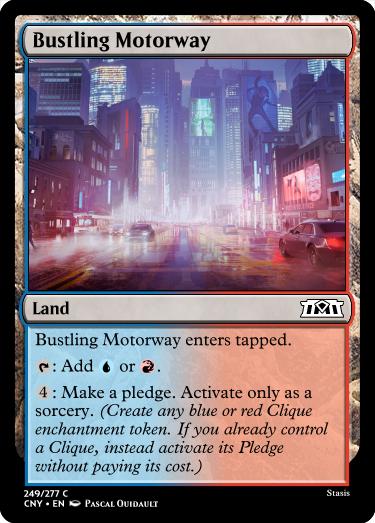 Bustling Motorway
Land
Bustling Motorway enters tapped.
: Add or .
4 : Make a pledge. Activate only as a
sorcery. (Create any blue or red Clique
enchantment token. If you already control
a Clique, instead activate its Pledge
without paying its cost.)
249/277 C
Stasis
CNY • EN Pascal Ouidault